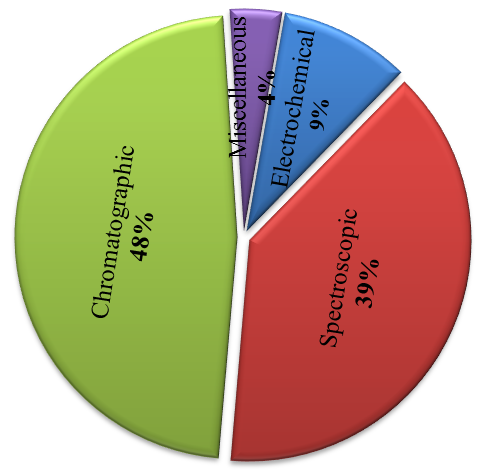 Miscellaneous
4%
Electrochemical
9%
Spectroscopic
39%
Chromatographic
48%